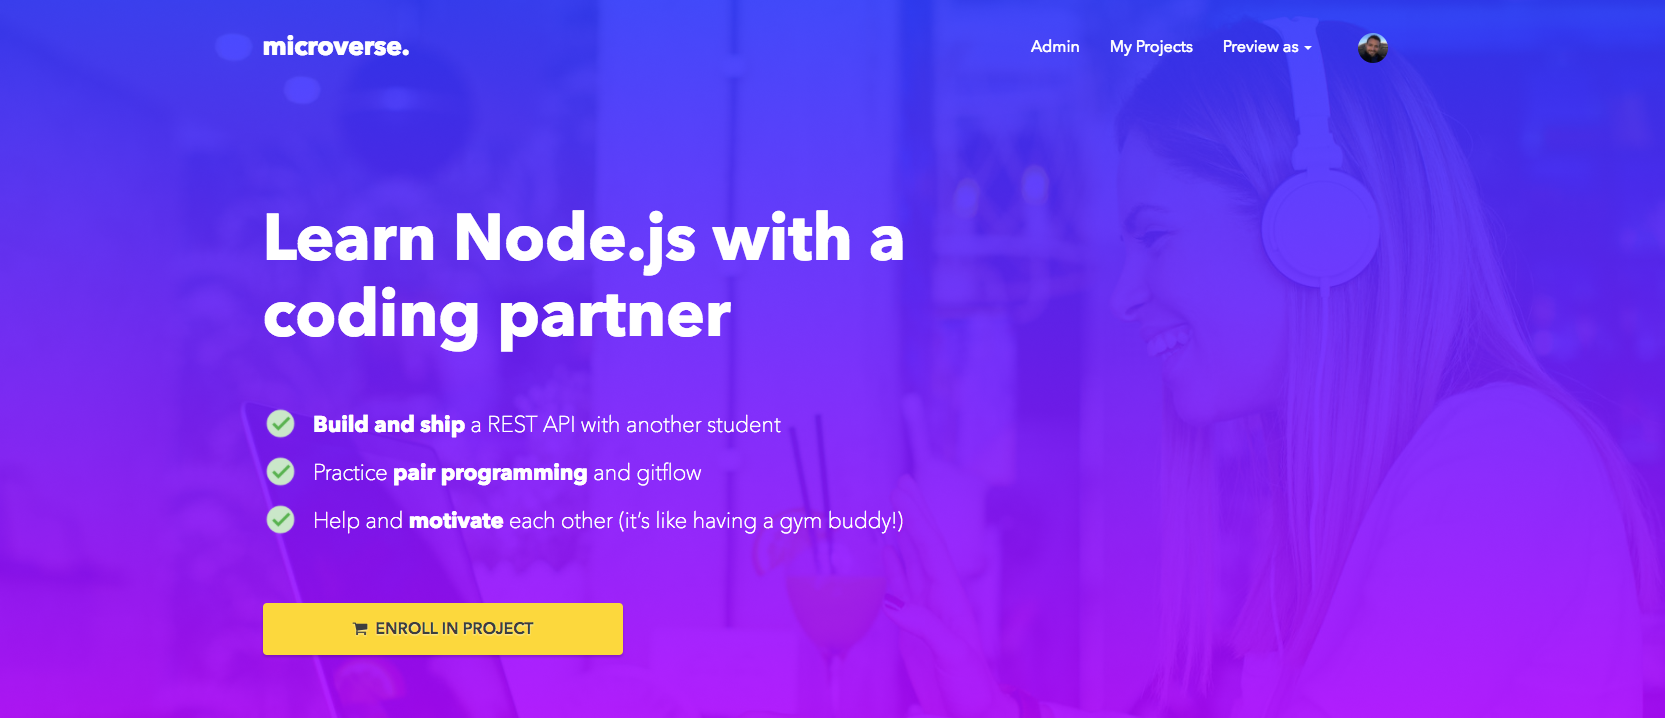 microverse.
Admin My Projects Preview as
Learn Node.js with a
coding partner
Build and ship a REST API with another student
Practice pair programming and gitflow
Help and motivate each other (it's like having a gym buddy!)
ENROLL IN PROJECT